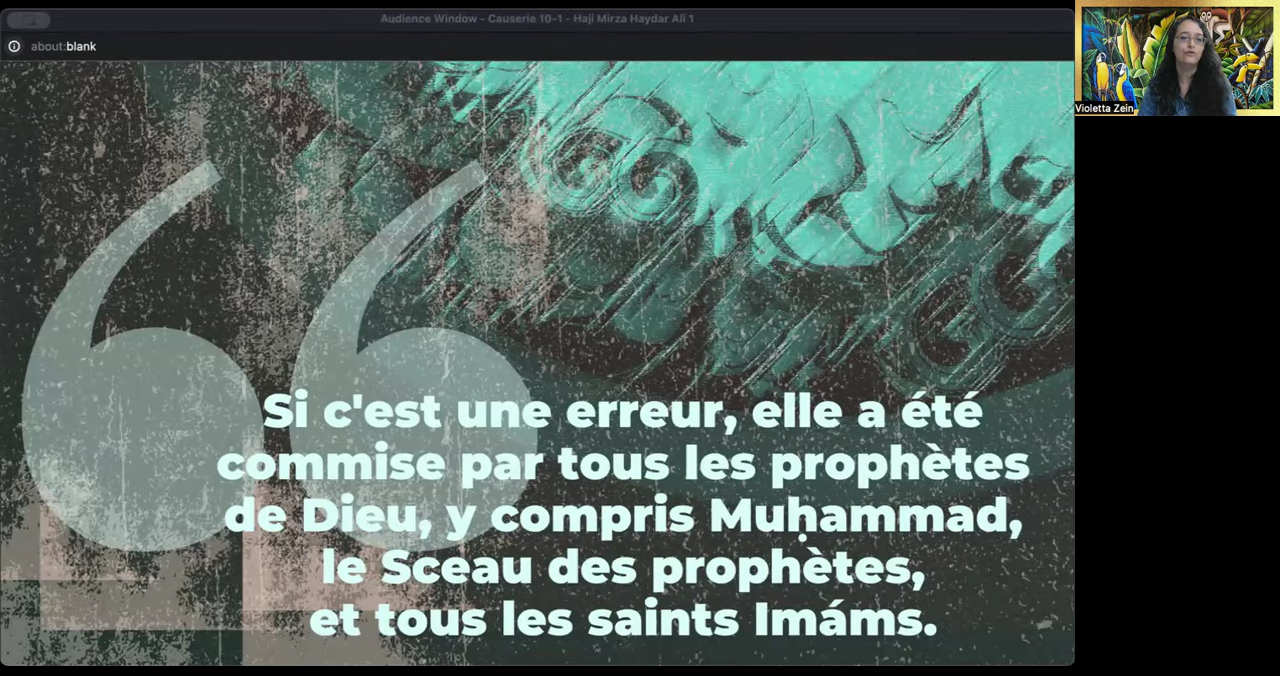 Audience Window - Causerie 10-1 - Haji Mirza Haydar Ali 1
about:blank
Violetta Zein
Si c'est une erreur, elle a été
commise par tous les prophètes
de Dieu, y compris Muḥammad,
le Sceau des prophètes,
et tous les saints Imáms.